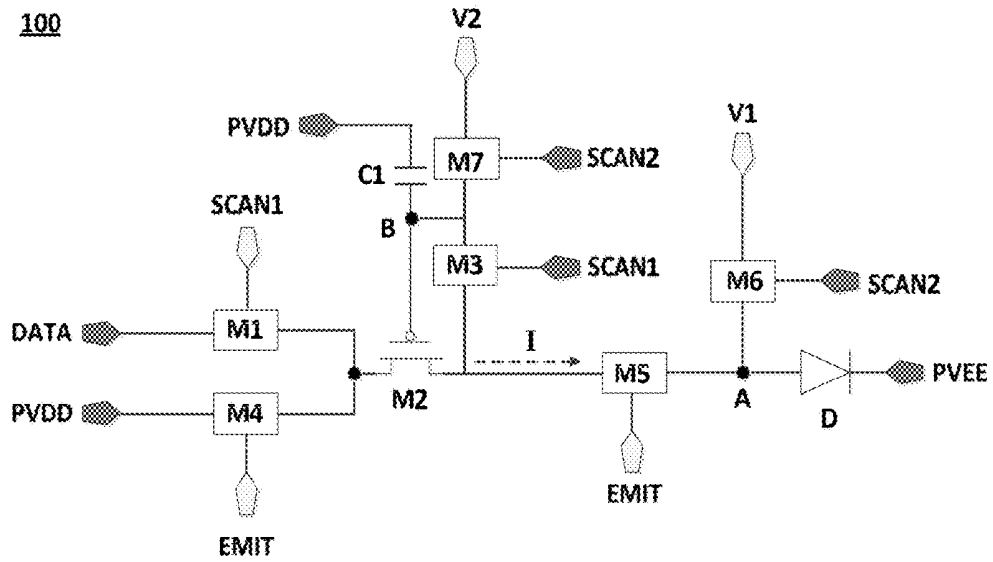 100
V2
PVDD
V1
M7
SCAN2
C1
SCAN1
B
M3
SCAN1
M6
SCAN2
DATA
M1
I
M5
PVEE
M2
A
D
PVDD
M4
EMIT
EMIT